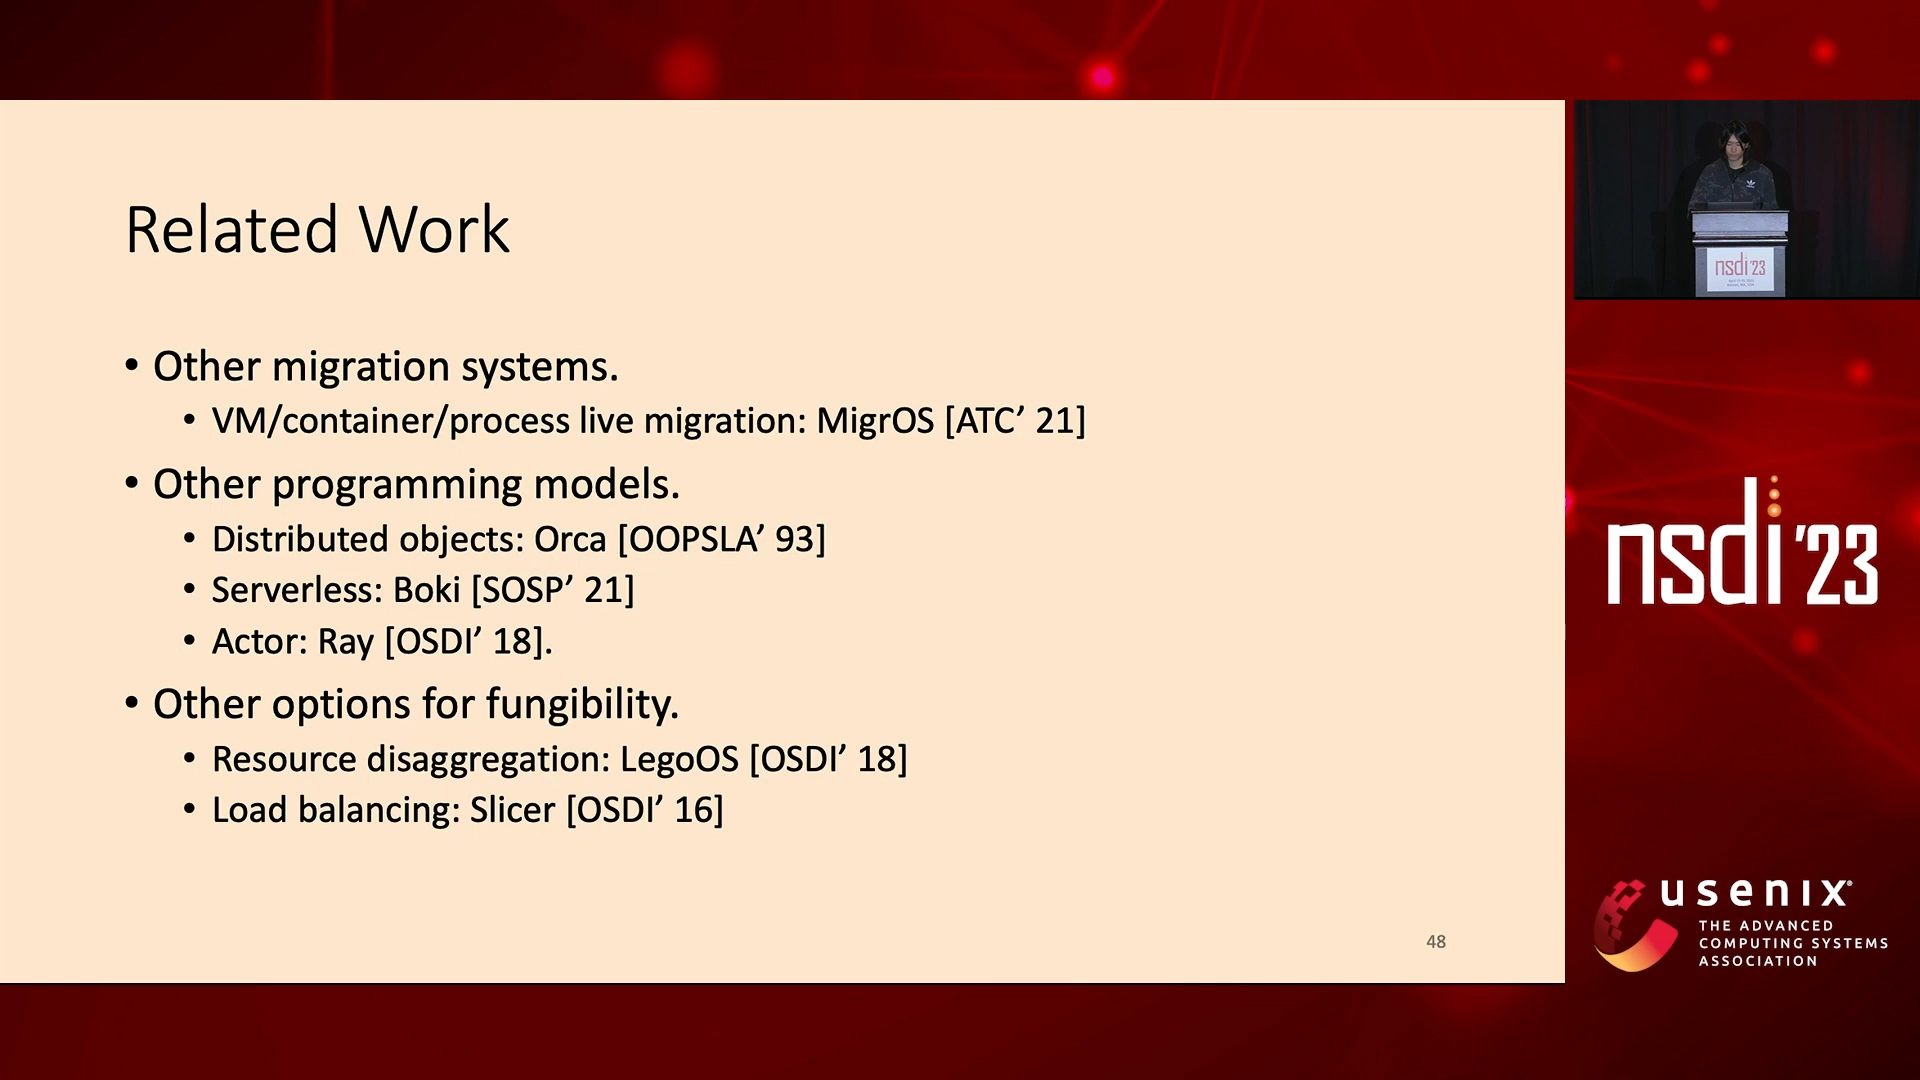 Related Work
• Other migration systems.
• VM/container/process live migration: MigrOS [ATC’ 21]
• Other programming models.
• Distributed objects: Orca [OOPSLA’ 93]
• Serverless: Boki [SOSP’ 21]
• Actor: Ray [OSDI’ 18].
• Other options for fungibility.
• Resource disaggregation: LegoOS [OSDI’ 18]
• Load balancing: Slicer [OSDI’ 16]
48
nsdi '23
nsdi '23
usenix®
THE ADVANCED
COMPUTING SYSTEMS
ASSOCIATION